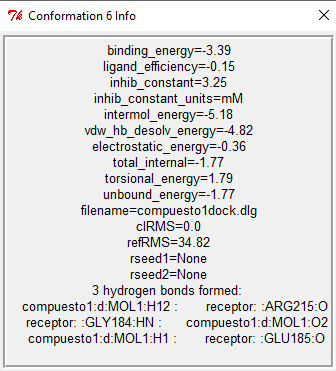 Conformation 6 Info
binding_energy=-3.39
ligand_efficiency=-0.15
inhib_constant=3.25
inhib_constant_units=mM
intermol_energy=-5.18
vdw_hb_desolv_energy=-4.82
electrostatic_energy=-0.36
total_internal=-1.77
torsional_energy=1.79
unbound_energy=-1.77
filename=compuesto1dock.dlg
clRMS=0.0
refRMS=34.82
rseed1=None
rseed2=None
3 hydrogen bonds formed:
compuesto1:d:MOL1:H12 : receptor: :ARG215:O
receptor: :GLY184:HN : compuesto1:d:MOL1:O2
compuesto1:d:MOL1:H1 : receptor: :GLU185:O